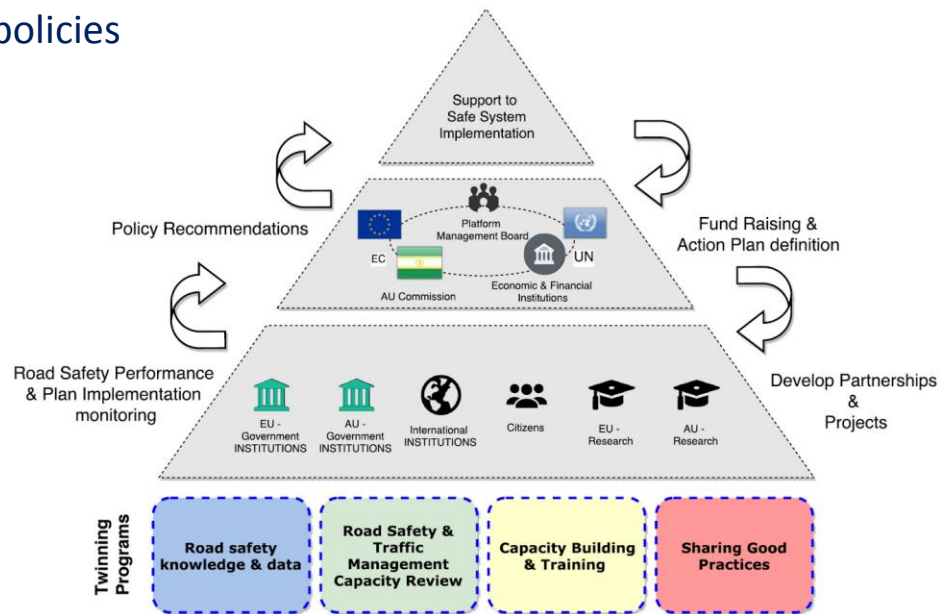 policies
Support to
Safe System
Implementation
Policy Recommendations
Platform
Management Board
EC
UN
AU Commission
Economic & Financial
Institutions
Fund Raising &
Action Plan definition
Road Safety Performance
& Plan Implementation
monitoring
EU -
Government
INSTITUTIONS
AU -
Government
INSTITUTIONS
International
INSTITUTIONS
Citizens
EU -
Research
AU -
Research
Develop Partnerships
&
Projects
Twinning
Programs
Road safety
knowledge & data
Road Safety &
Traffic
Management
Capacity Review
Capacity Building
& Training
Sharing Good
Practices